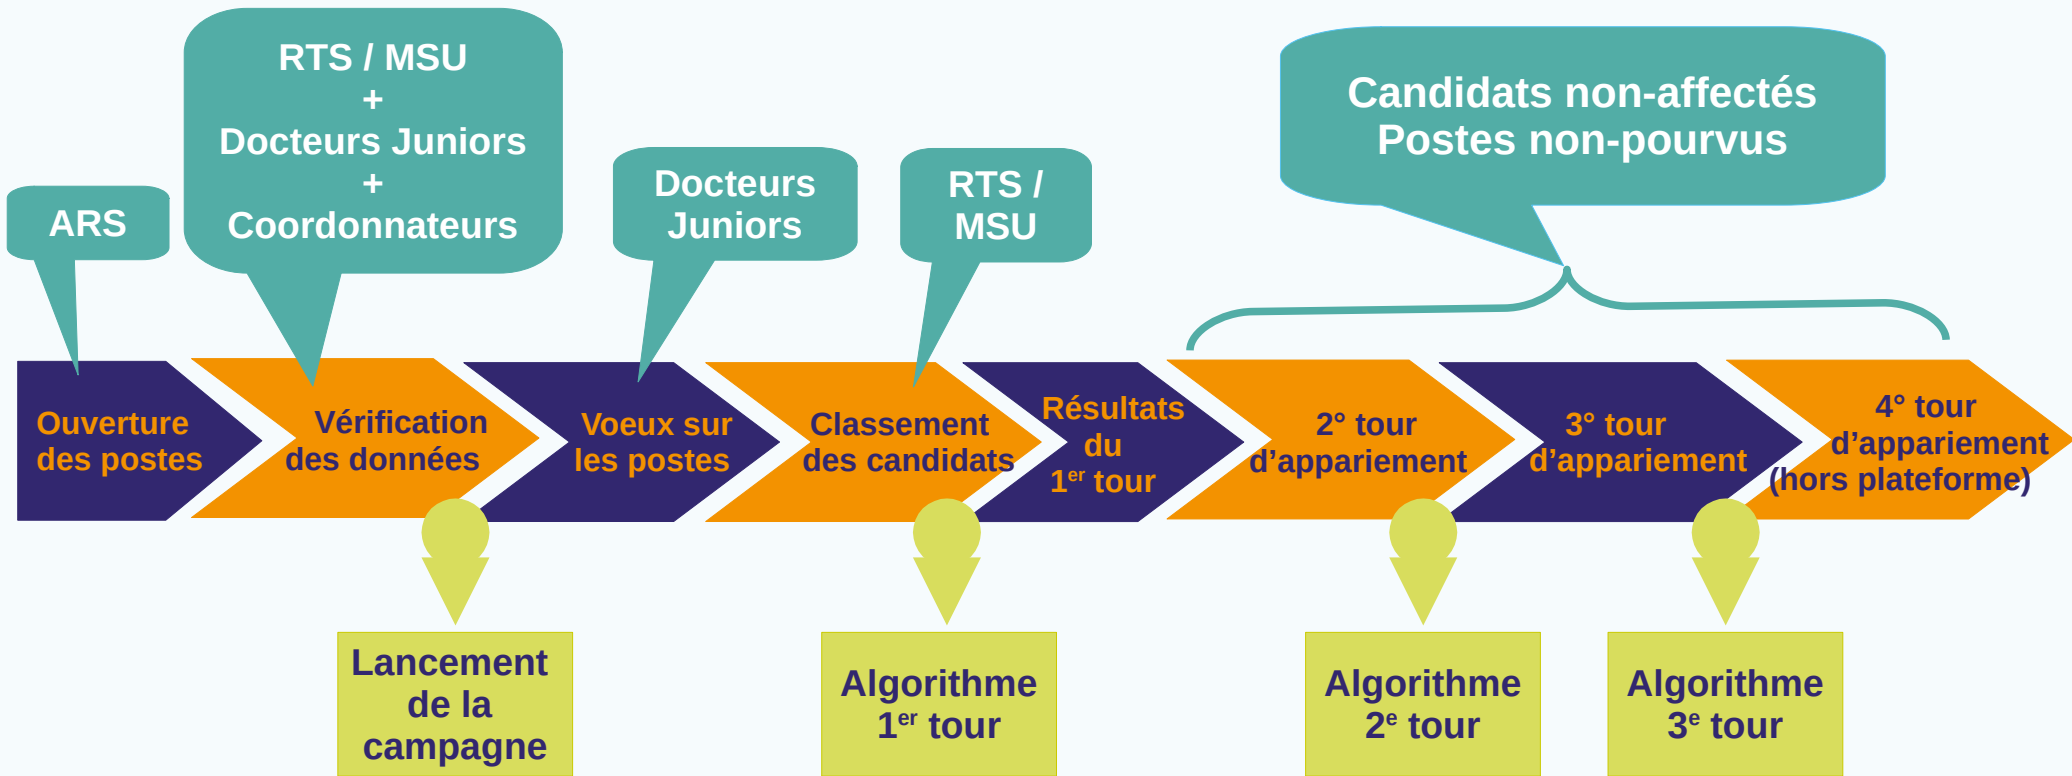 RTS / MSU
+
Docteurs Juniors
+
Coordonnateurs
Candidats non-affectés
Postes non-pourvus
ARS
Docteurs
Juniors
RTS /
MSU
Ouverture
des postes
Vérification
des données
Voeux sur
les postes
Classement
des candidats
Résultats
du
1er tour
2° tour
d’appariement
3° tour
d’appariement
4° tour
d’appariement
(hors plateforme)
Lancement
de la
campagne
Algorithme
1er tour
Algorithme
2e tour
Algorithme
3e tour